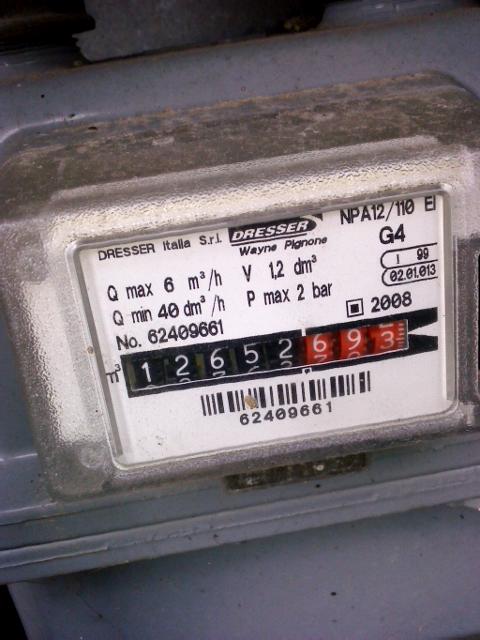 DRESSER Italia S.r.l.
DRESSER
Wayne Pignone
NPA12/110 EI
G4
Q max 6 m³/h
V 1,2 dm³
I 99
02.01.013
Q min 40 dm³/h
P max 2 bar
2008
No. 62409661
m³ 12652693
62409661